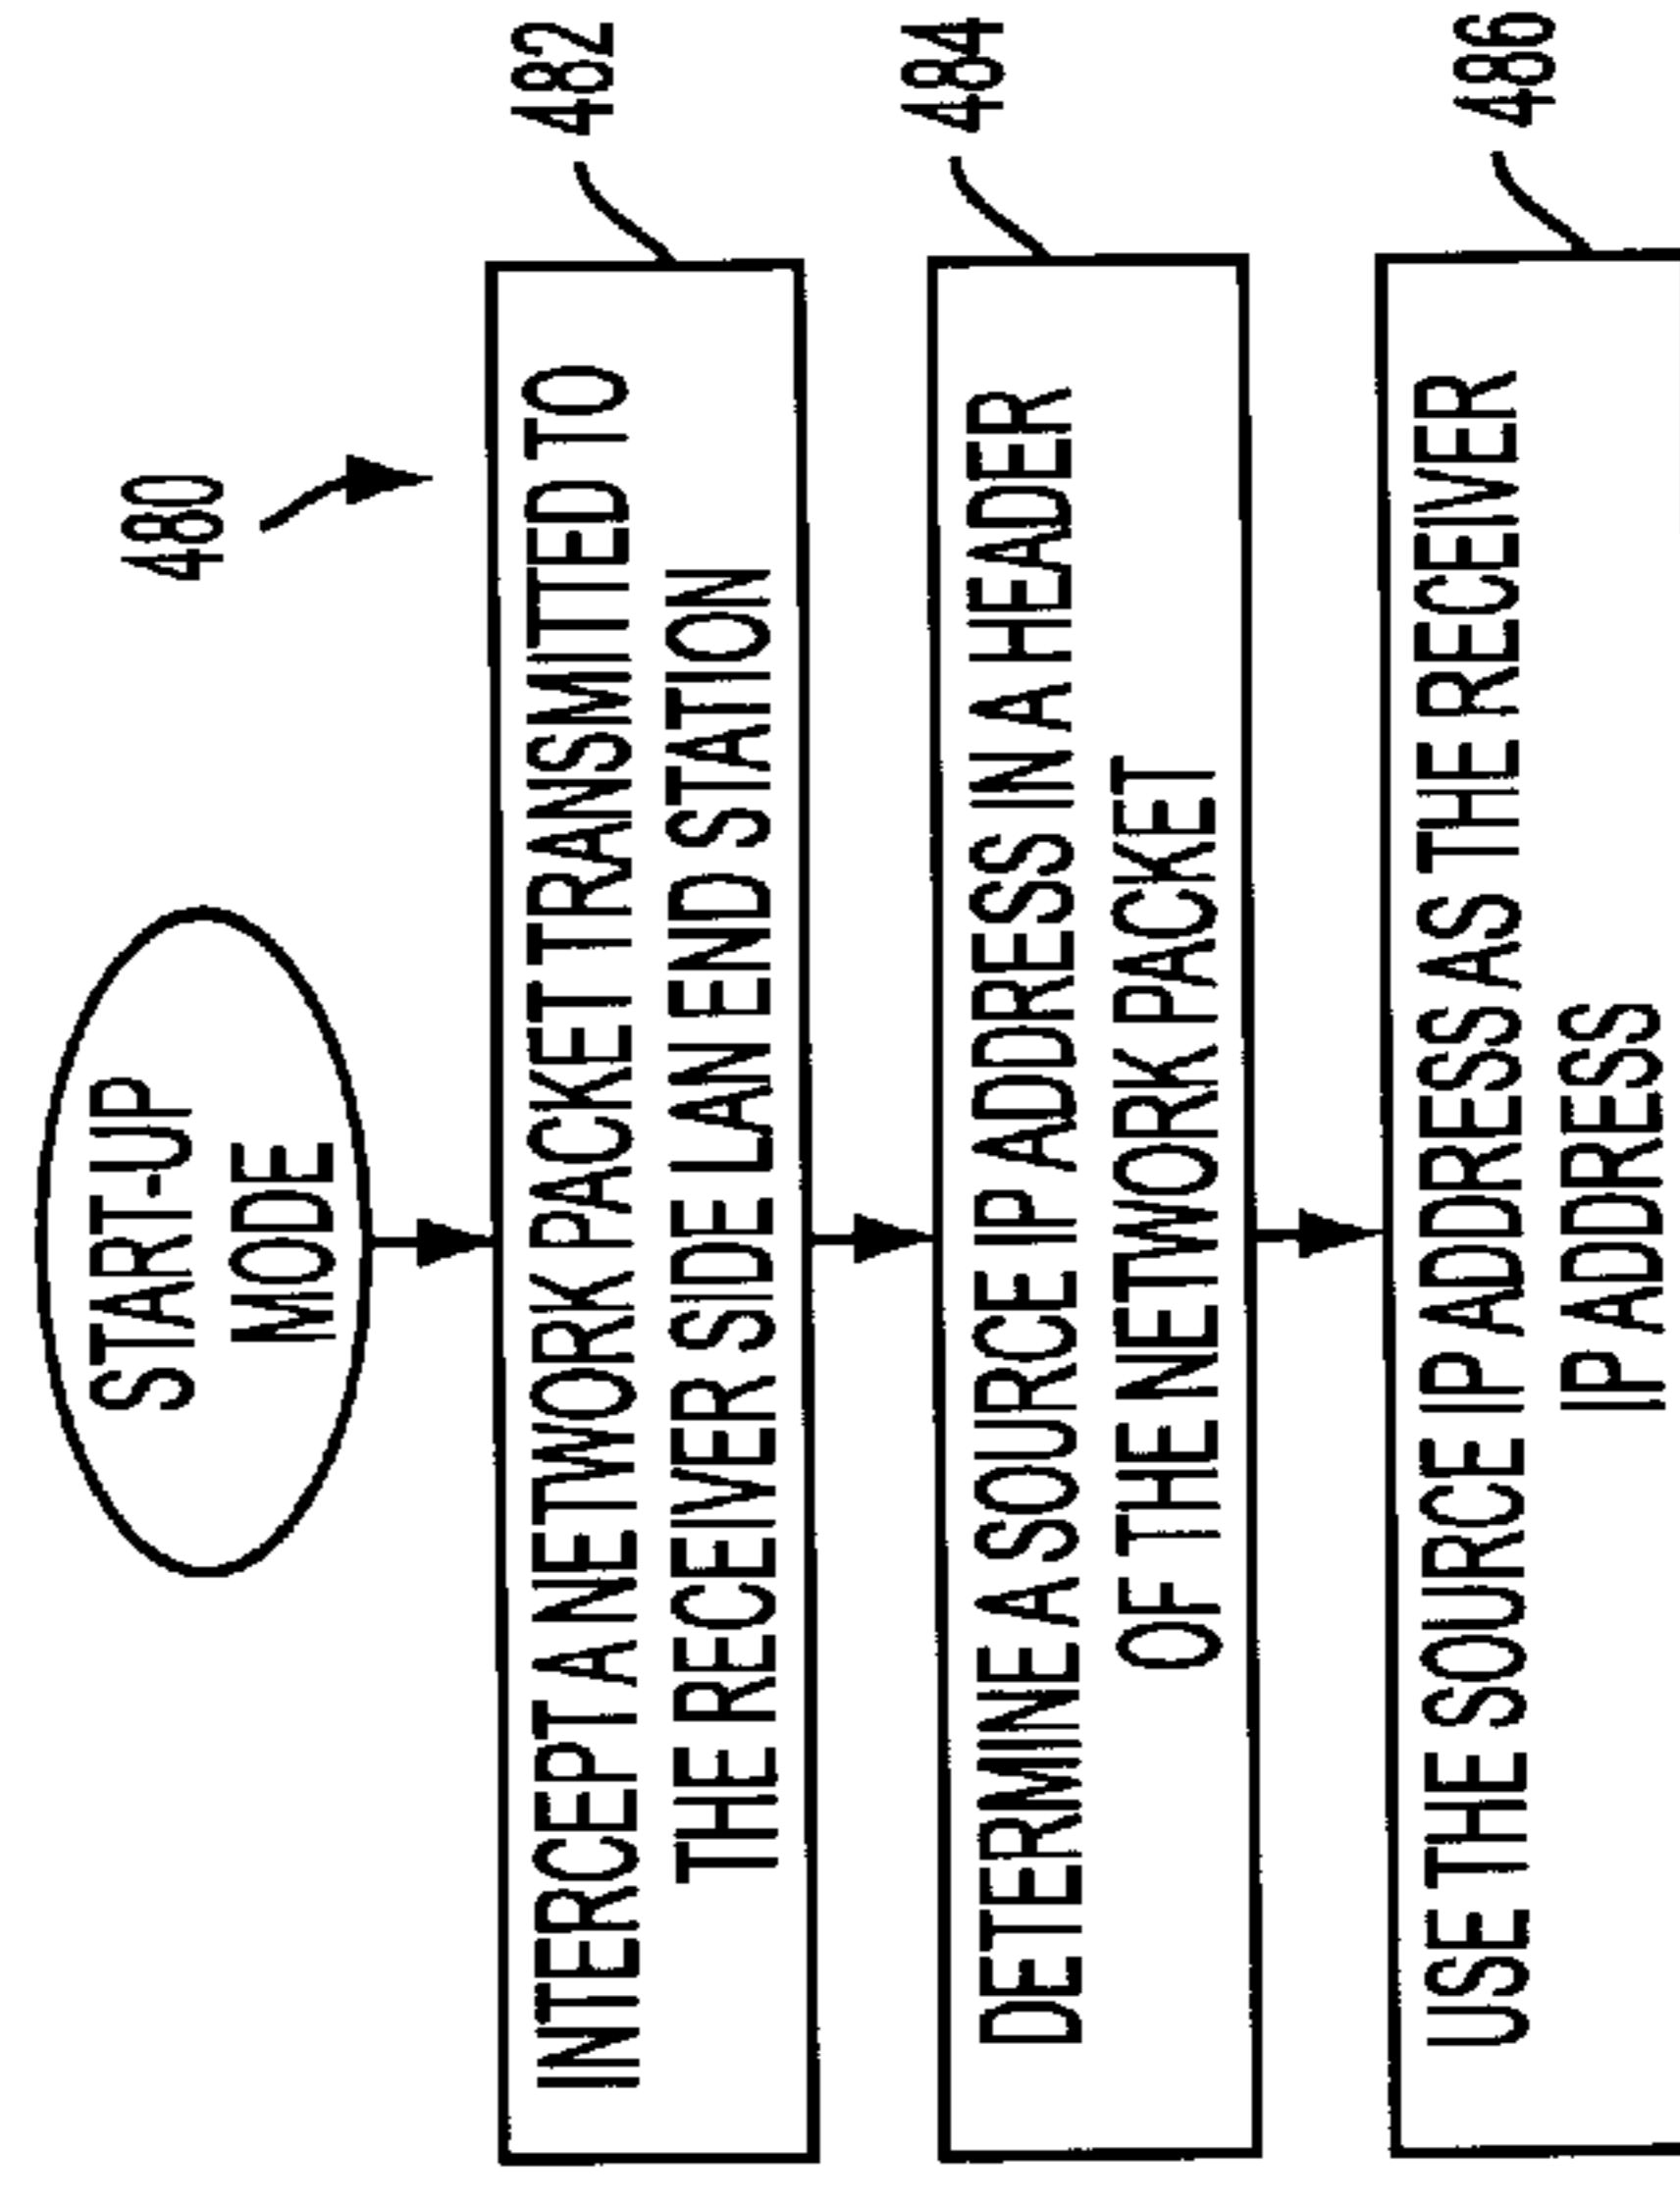 480
START-UP
MODE
482
INTERCEPT A NETWORK PACKET TRANSMITTED TO
THE RECEIVER SIDE LAN END STATION
484
DETERMINE A SOURCE IP ADDRESS IN A HEADER
OF THE NETWORK PACKET
486
USE THE SOURCE IP ADDRESS AS THE RECEIVER
IP ADDRESS